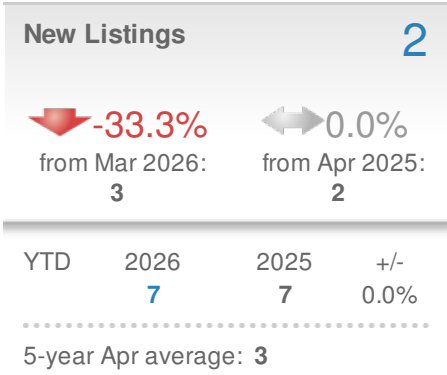 New Listings 2
-33.3% 0.0%
from Mar 2026: from Apr 2025:
3 2
YTD 2026 2025 +/-
7 7 0.0%
5-year Apr average: 3